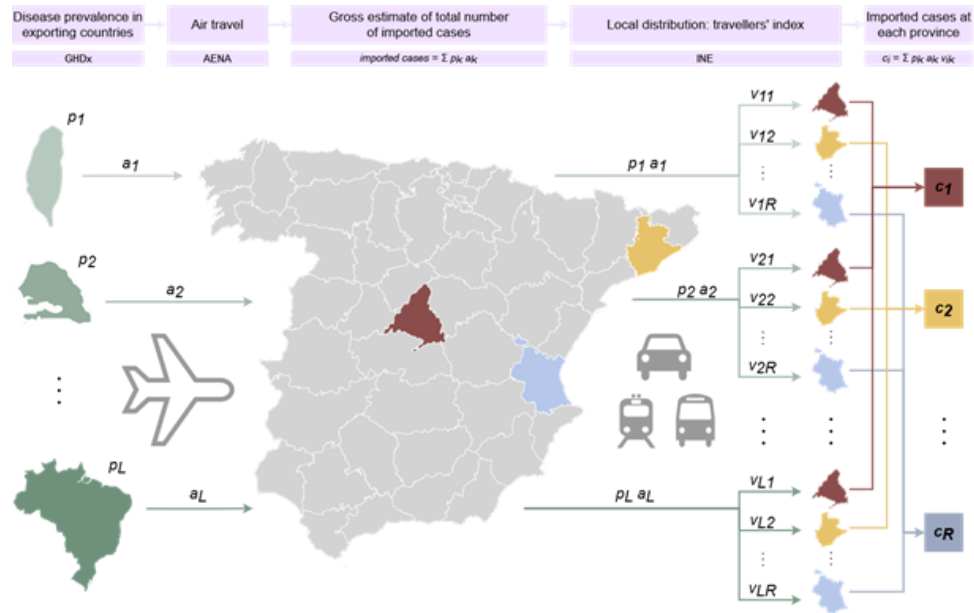 Disease prevalence in
exporting countries
Air travel
Gross estimate of total number
of imported cases
Local distribution: travellers' index
Imported cases at
each province
GHDx
AENA
imported cases = Σ pk ak
INE
ci = Σ pk ak vik
p1
a1
p1 a1
v11
v12
⋮
v1R
c1
p2
a2
p2 a2
v21
v22
⋮
v2R
c2
pL
aL
pL aL
vL1
vL2
⋮
vLR
cR